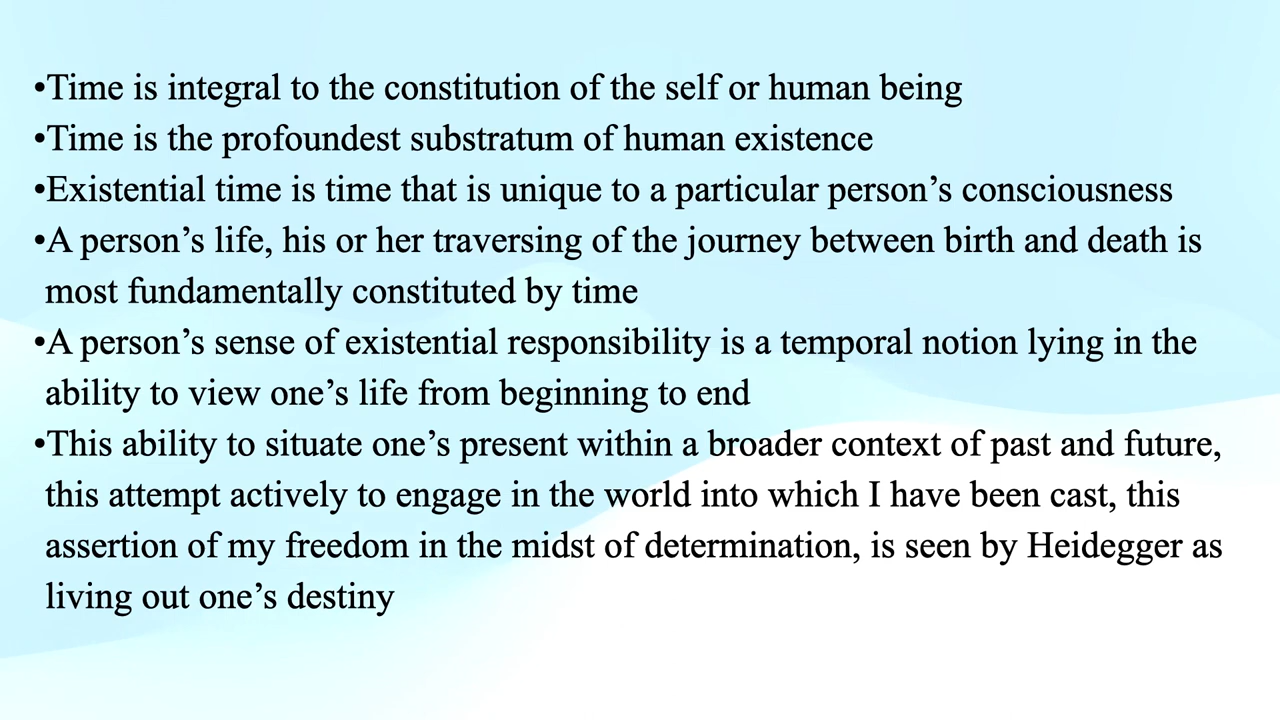 •Time is integral to the constitution of the self or human being
•Time is the profoundest substratum of human existence
•Existential time is time that is unique to a particular person’s consciousness
•A person’s life, his or her traversing of the journey between birth and death is
most fundamentally constituted by time
•A person’s sense of existential responsibility is a temporal notion lying in the
ability to view one’s life from beginning to end
•This ability to situate one’s present within a broader context of past and future,
this attempt actively to engage in the world into which I have been cast, this
assertion of my freedom in the midst of determination, is seen by Heidegger as
living out one’s destiny